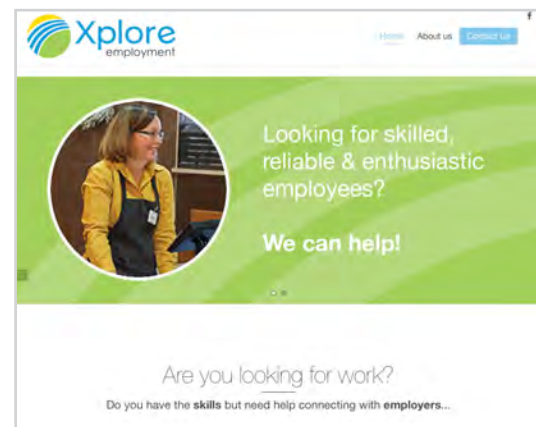 Xplore
employment
Home About us Contact us
f
Looking for skilled,
reliable & enthusiastic
employees?
We can help!
Are you looking for work?
Do you have the skills but need help connecting with employers...